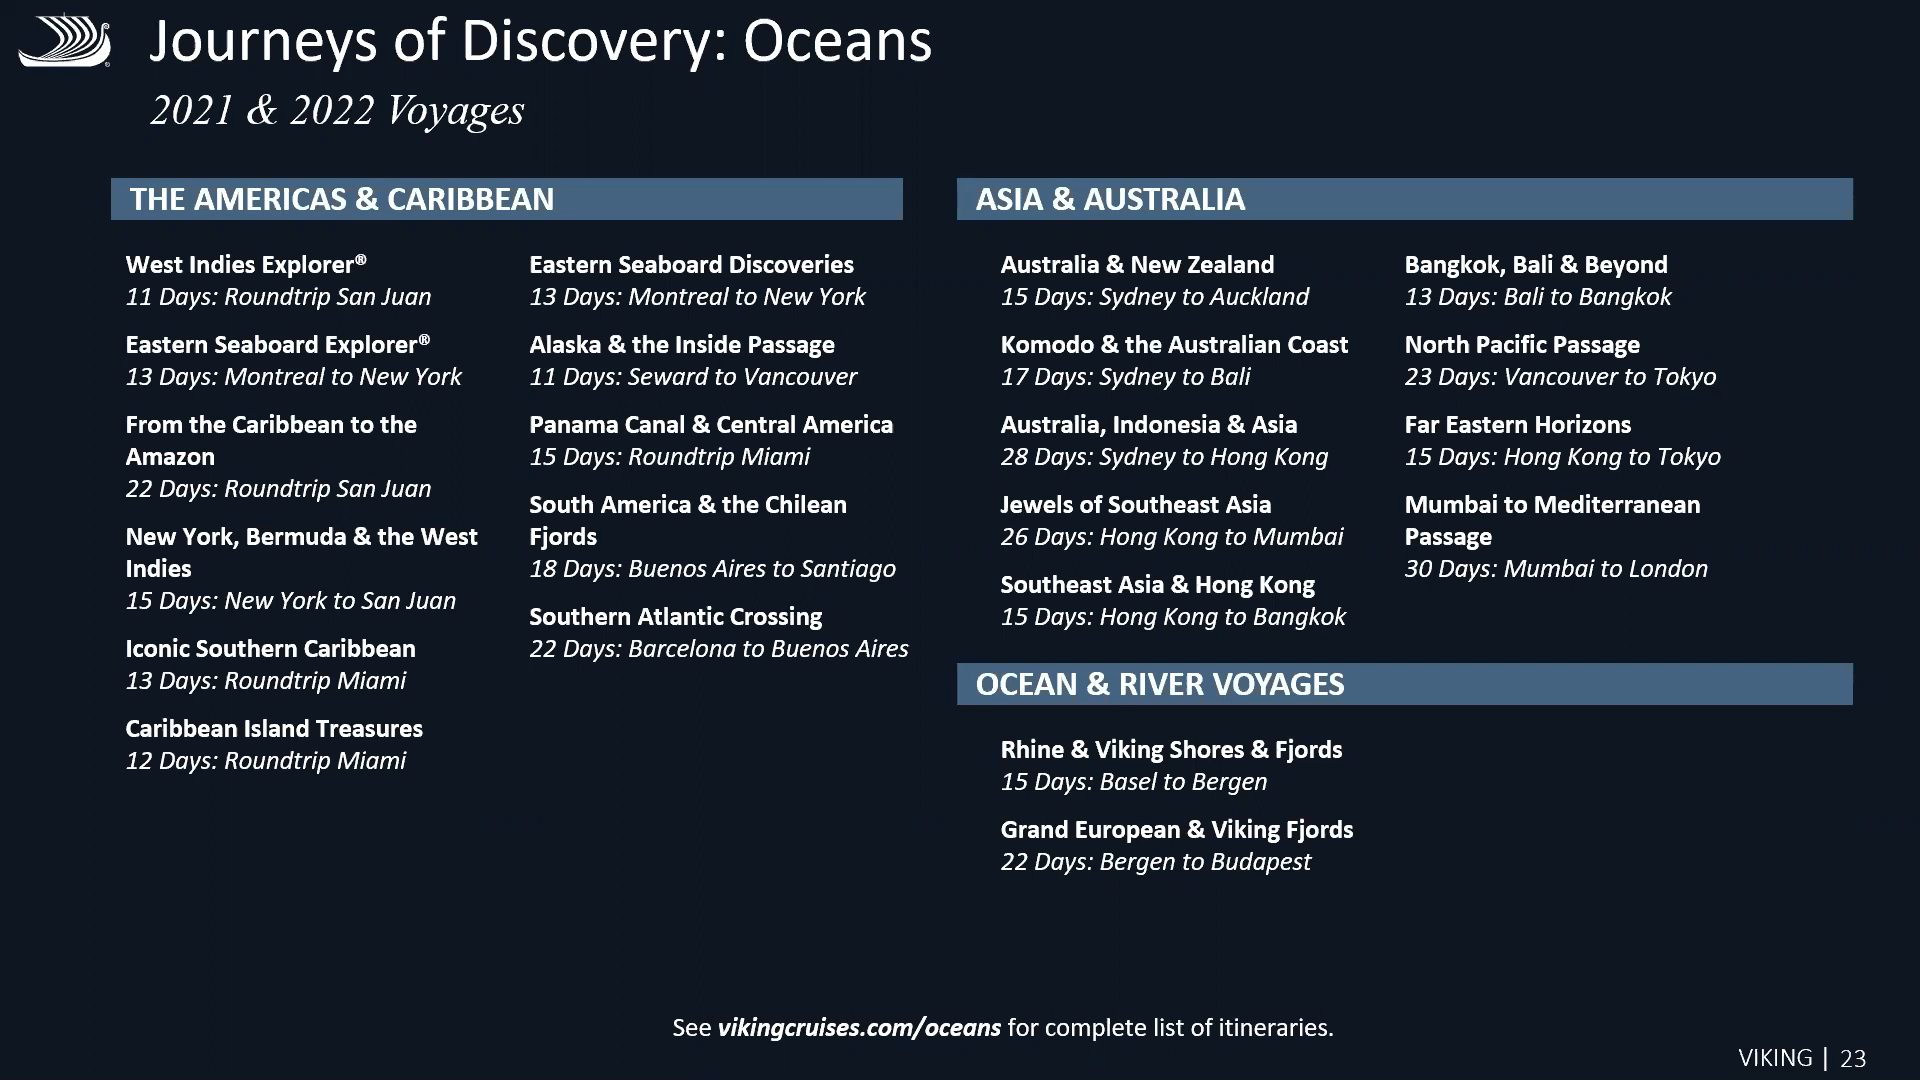 Journeys of Discovery: Oceans
2021 & 2022 Voyages
THE AMERICAS & CARIBBEAN
West Indies Explorer®
11 Days: Roundtrip San Juan
Eastern Seaboard Explorer®
13 Days: Montreal to New York
From the Caribbean to the
Amazon
22 Days: Roundtrip San Juan
New York, Bermuda & the West
Indies
15 Days: New York to San Juan
Iconic Southern Caribbean
13 Days: Roundtrip Miami
Caribbean Island Treasures
12 Days: Roundtrip Miami
Eastern Seaboard Discoveries
13 Days: Montreal to New York
Alaska & the Inside Passage
11 Days: Seward to Vancouver
Panama Canal & Central America
15 Days: Roundtrip Miami
South America & the Chilean
Fjords
18 Days: Buenos Aires to Santiago
Southern Atlantic Crossing
22 Days: Barcelona to Buenos Aires
ASIA & AUSTRALIA
Australia & New Zealand
15 Days: Sydney to Auckland
Komodo & the Australian Coast
17 Days: Sydney to Bali
Australia, Indonesia & Asia
28 Days: Sydney to Hong Kong
Jewels of Southeast Asia
26 Days: Hong Kong to Mumbai
Southeast Asia & Hong Kong
15 Days: Hong Kong to Bangkok
Bangkok, Bali & Beyond
13 Days: Bali to Bangkok
North Pacific Passage
23 Days: Vancouver to Tokyo
Far Eastern Horizons
15 Days: Hong Kong to Tokyo
Mumbai to Mediterranean
Passage
30 Days: Mumbai to London
OCEAN & RIVER VOYAGES
Rhine & Viking Shores & Fjords
15 Days: Basel to Bergen
Grand European & Viking Fjords
22 Days: Bergen to Budapest
See vikingcruises.com/oceans for complete list of itineraries.
VIKING | 23